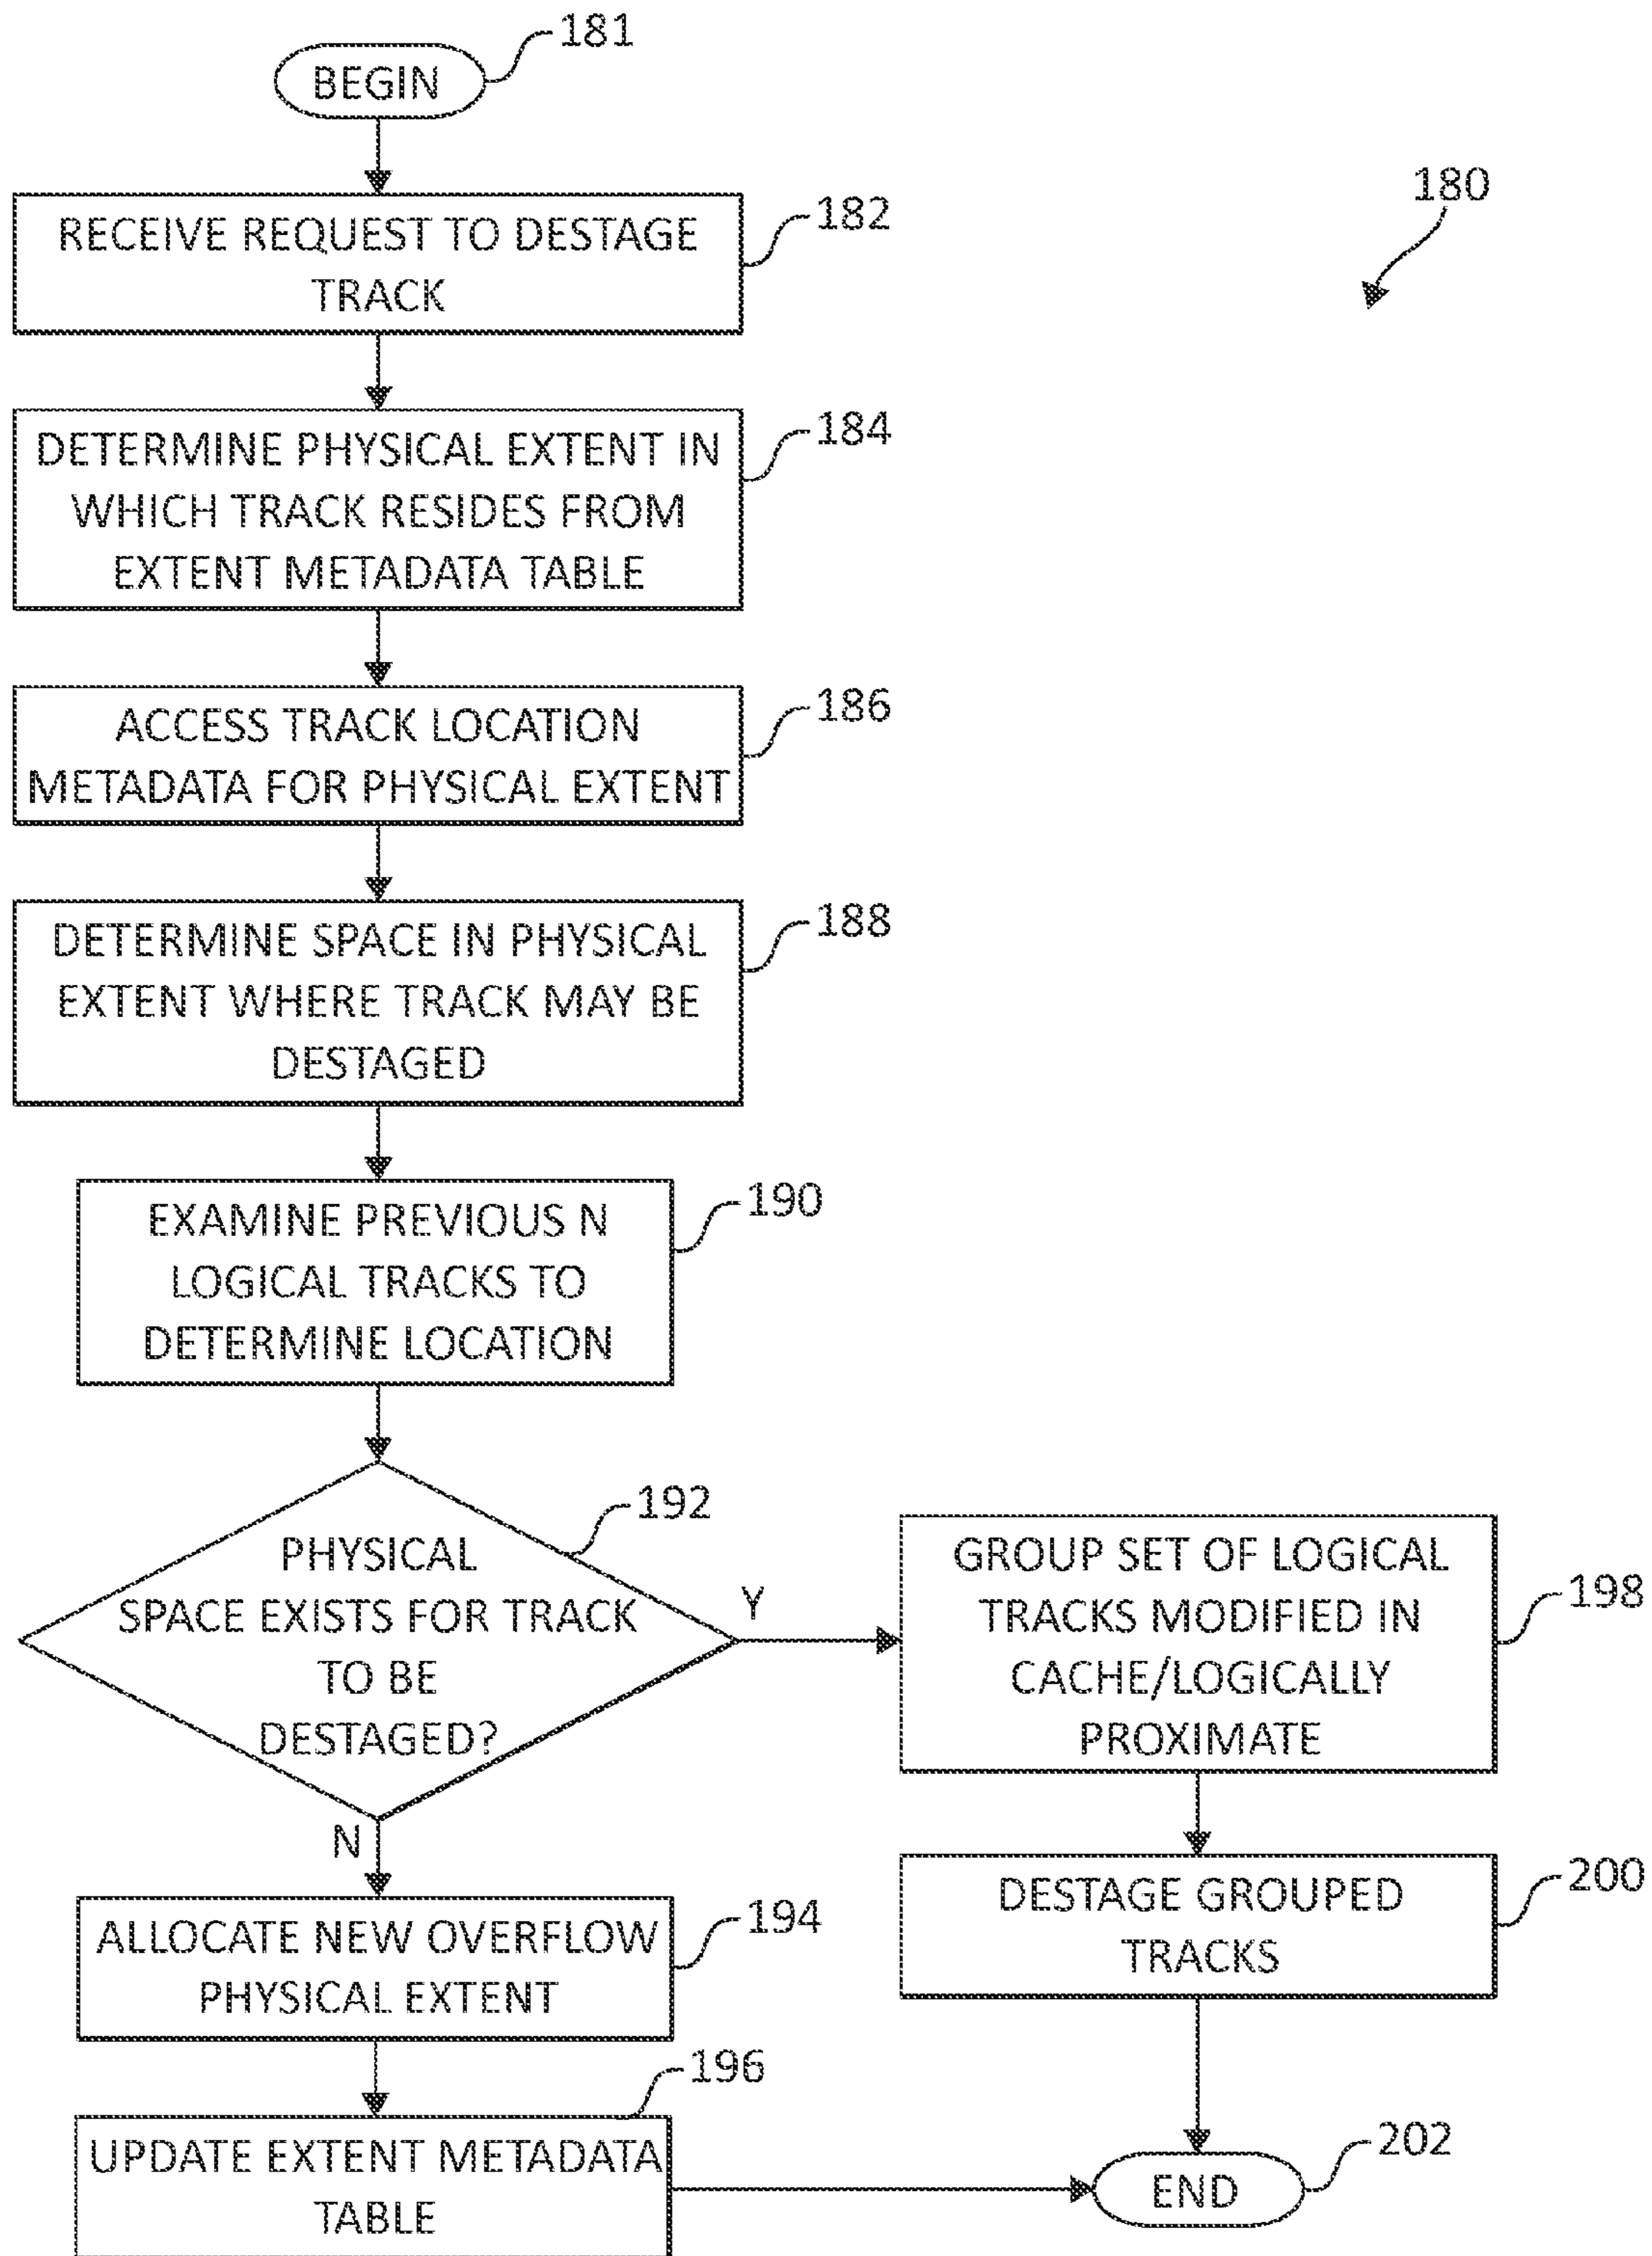 181
BEGIN
180
182
RECEIVE REQUEST TO DESTAGE
TRACK
184
DETERMINE PHYSICAL EXTENT IN
WHICH TRACK RESIDES FROM
EXTENT METADATA TABLE
186
ACCESS TRACK LOCATION
METADATA FOR PHYSICAL EXTENT
188
DETERMINE SPACE IN PHYSICAL
EXTENT WHERE TRACK MAY BE
DESTAGED
190
EXAMINE PREVIOUS N
LOGICAL TRACKS TO
DETERMINE LOCATION
192
PHYSICAL
SPACE EXISTS FOR TRACK
TO BE
DESTAGED?
Y
N
198
GROUP SET OF LOGICAL
TRACKS MODIFIED IN
CACHE/LOGICALLY
PROXIMATE
200
DESTAGE GROUPED
TRACKS
194
ALLOCATE NEW OVERFLOW
PHYSICAL EXTENT
196
UPDATE EXTENT METADATA
TABLE
202
END